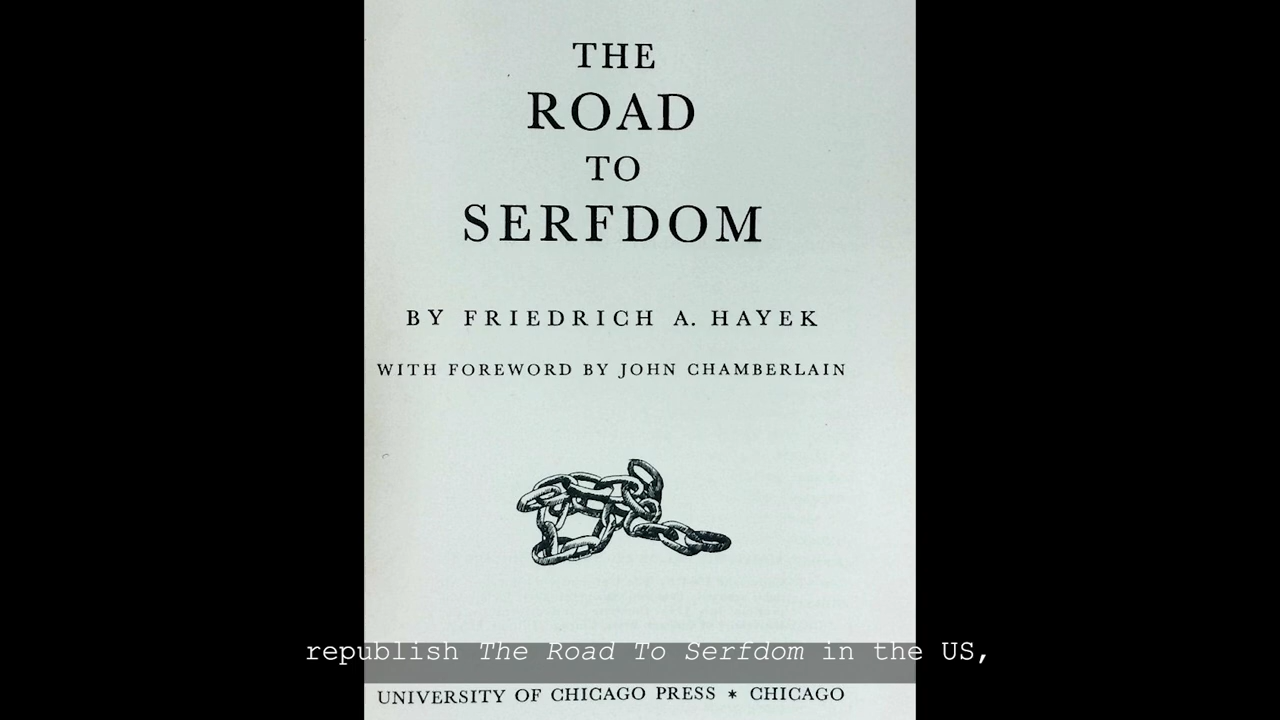 THE
ROAD
TO
SERFDOM
BY FRIEDRICH A. HAYEK
WITH FOREWORD BY JOHN CHAMBERLAIN
republish The Road To Serfdom in the US,
UNIVERSITY OF CHICAGO PRESS * CHICAGO